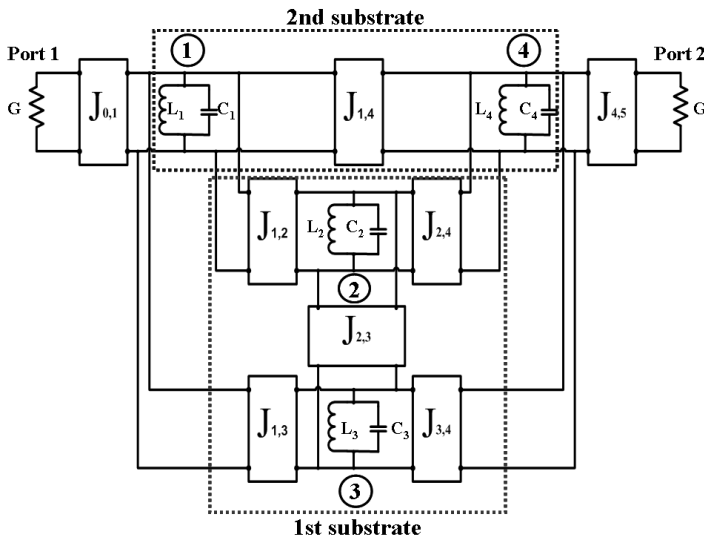 2nd substrate
Port 1
1
4
Port 2
G
J0,1
L1
C1
J1,4
L4
C4
J4,5
G
J1,2
L2
C2
J2,4
2
J2,3
J1,3
L3
C3
J3,4
3
1st substrate